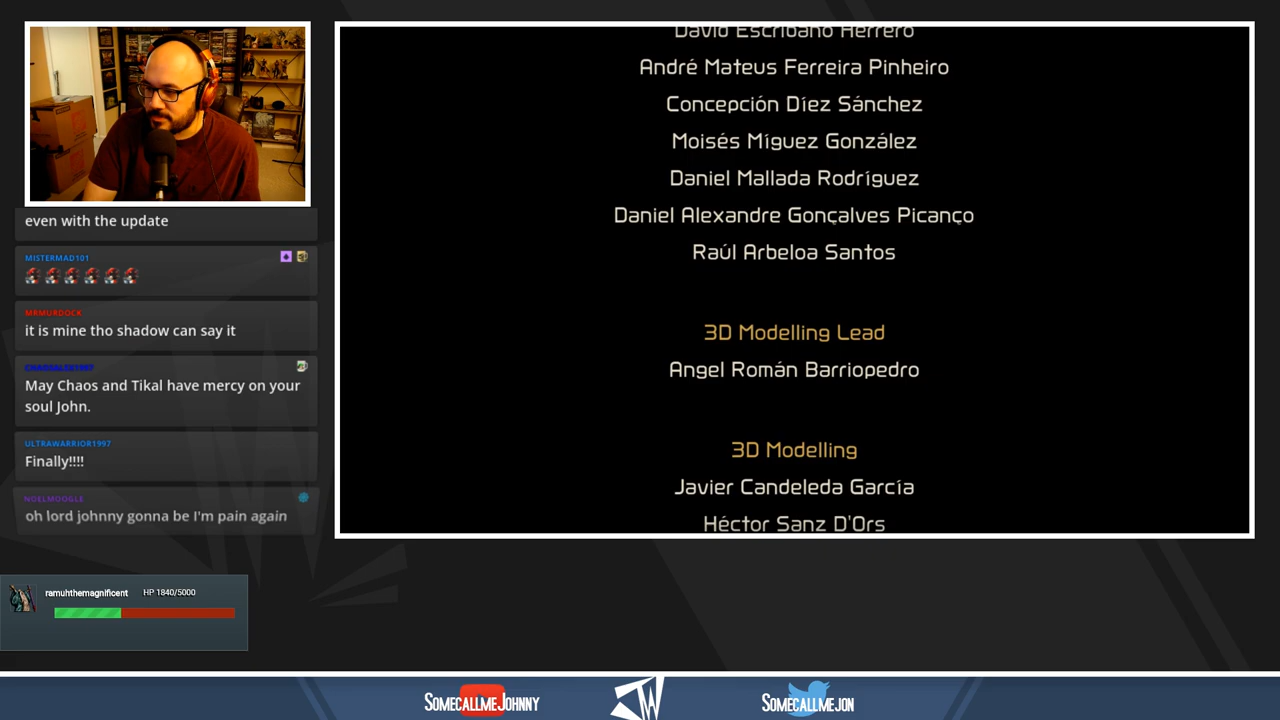 David Escribano Herrero
André Mateus Ferreira Pinheiro
Concepción Díez Sánchez
Moisés Míguez González
Daniel Mallada Rodríguez
Daniel Alexandre Gonçalves Picanço
Raúl Arbeloa Santos
3D Modelling Lead
Angel Román Barriopedro
3D Modelling
Javier Candeleda García
Héctor Sanz D'Ors
even with the update
MISTERMAD101
MRMURDOCK
it is mine tho shadow can say it
May Chaos and Tikal have mercy on your
soul John.
ULTRAWARRIOR1997
Finally!!!!
NOELMOOGLE
oh lord johnny gonna be I'm pain again
ramuhthemagnificent HP 1840/5000
SOMECALLMEJOHNNY
SOMECALLMEJON